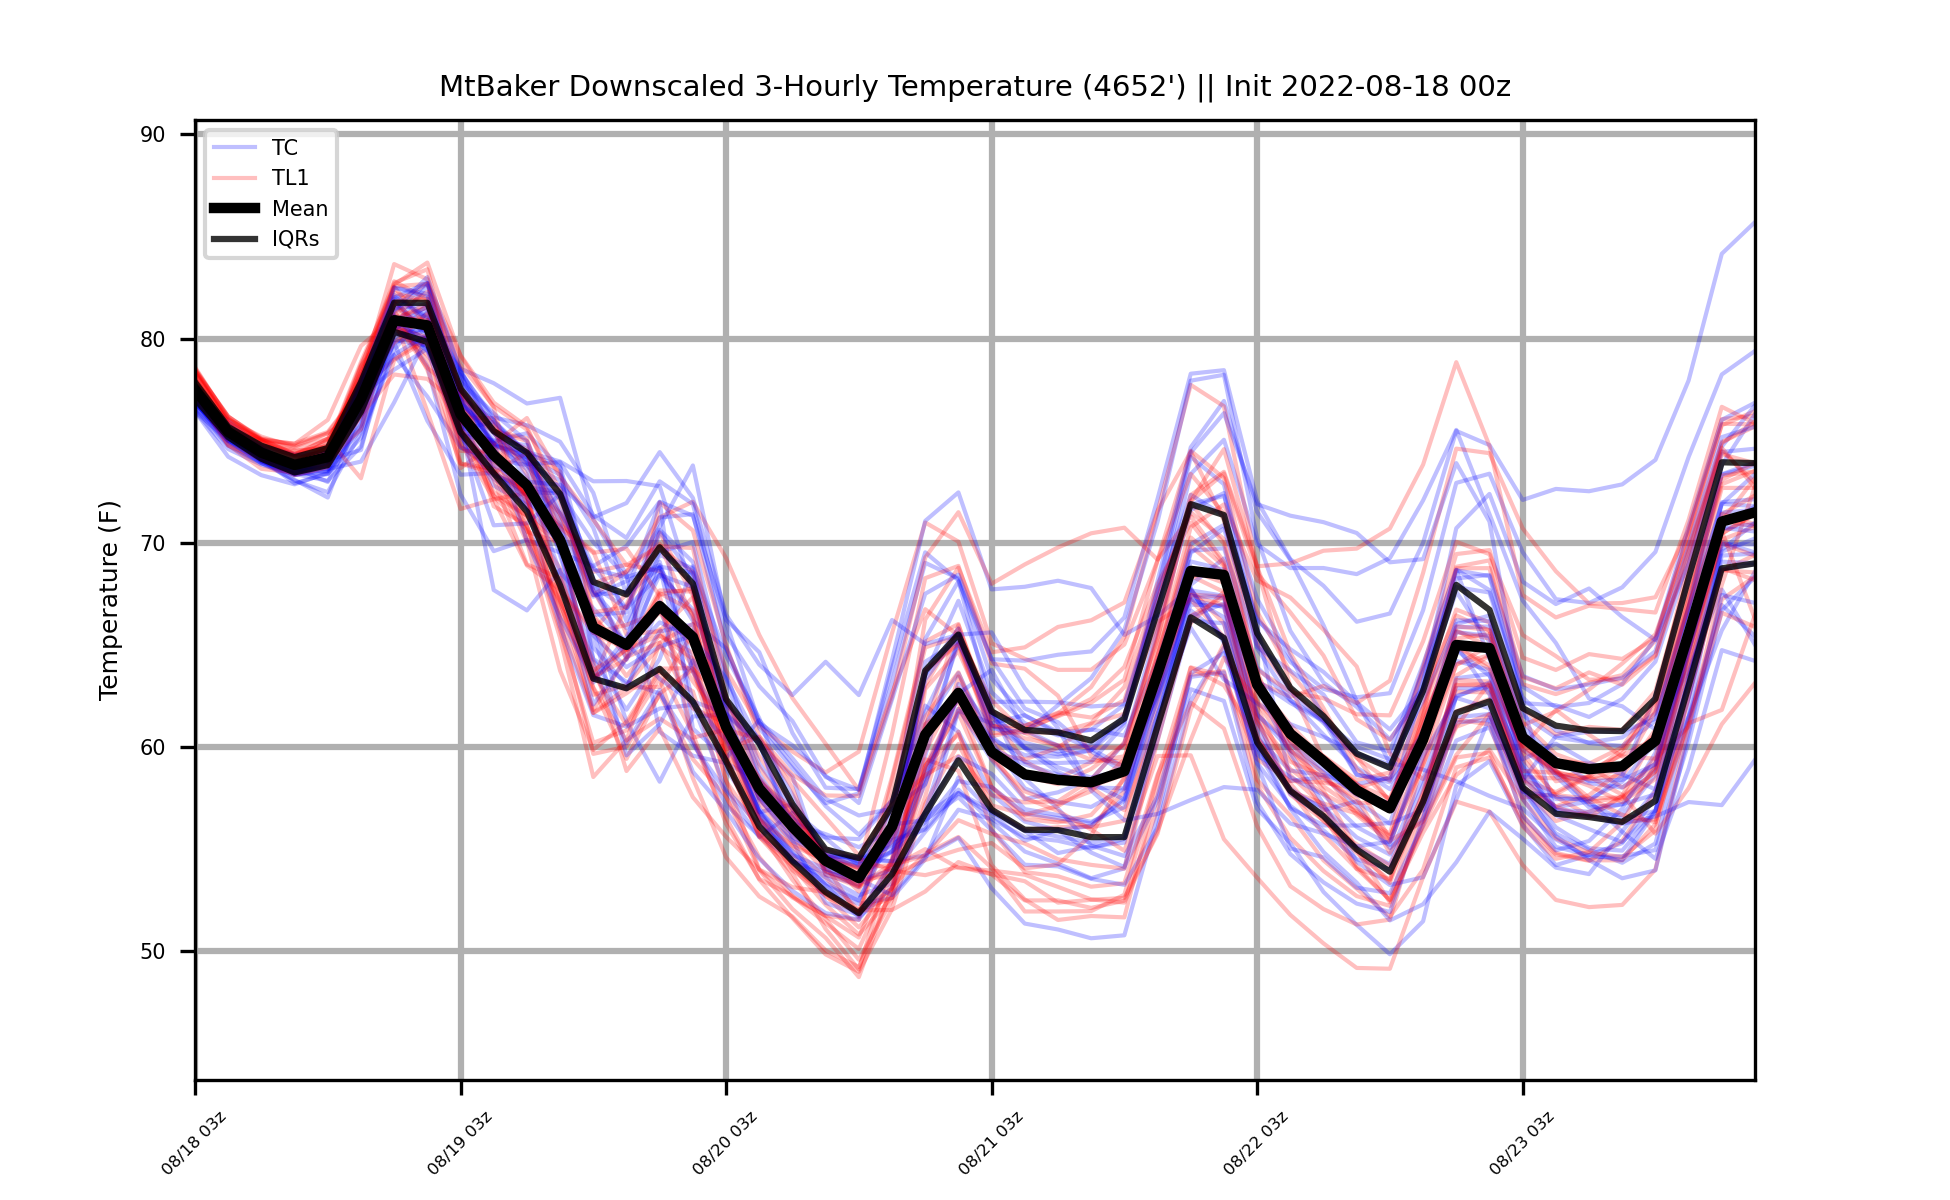 MtBaker Downscaled 3-Hourly Temperature (4652') || Init 2022-08-18 00z
TC
TL1
Mean
IQRs
Temperature (F)
90
80
70
60
50
08/18 03z
08/19 03z
08/20 03z
08/21 03z
08/22 03z
08/23 03z